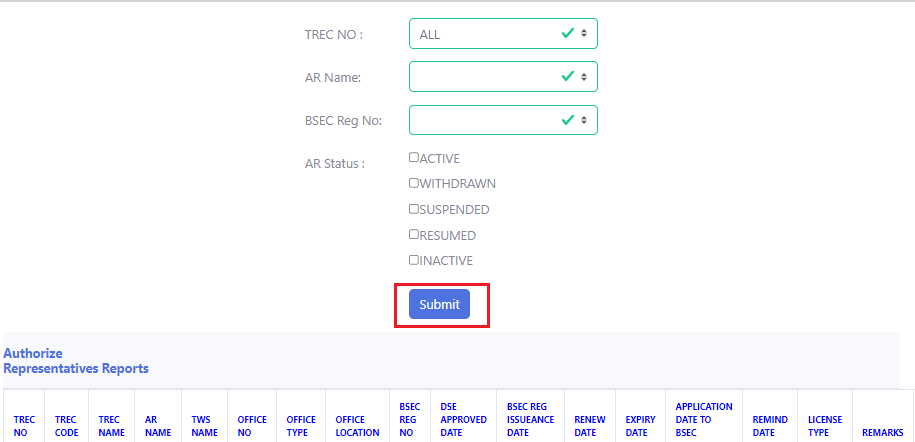 TREC NO :
ALL
AR Name:
BSEC Reg No:
AR Status :
ACTIVE
WITHDRAWN
SUSPENDED
RESUMED
INACTIVE
Submit
Authorize
Representatives Reports
TREC
NO
TREC
CODE
TREC
NAME
AR
NAME
TWS
NAME
OFFICE
NO
OFFICE
TYPE
OFFICE
LOCATION
BSEC
REG
NO
DSE
APPROVED
DATE
BSEC REG
ISSUEANCE
DATE
RENEW
DATE
EXPIRY
DATE
APPLICATION
DATE TO
BSEC
REMIND
DATE
LICENSE
TYPE
REMARKS